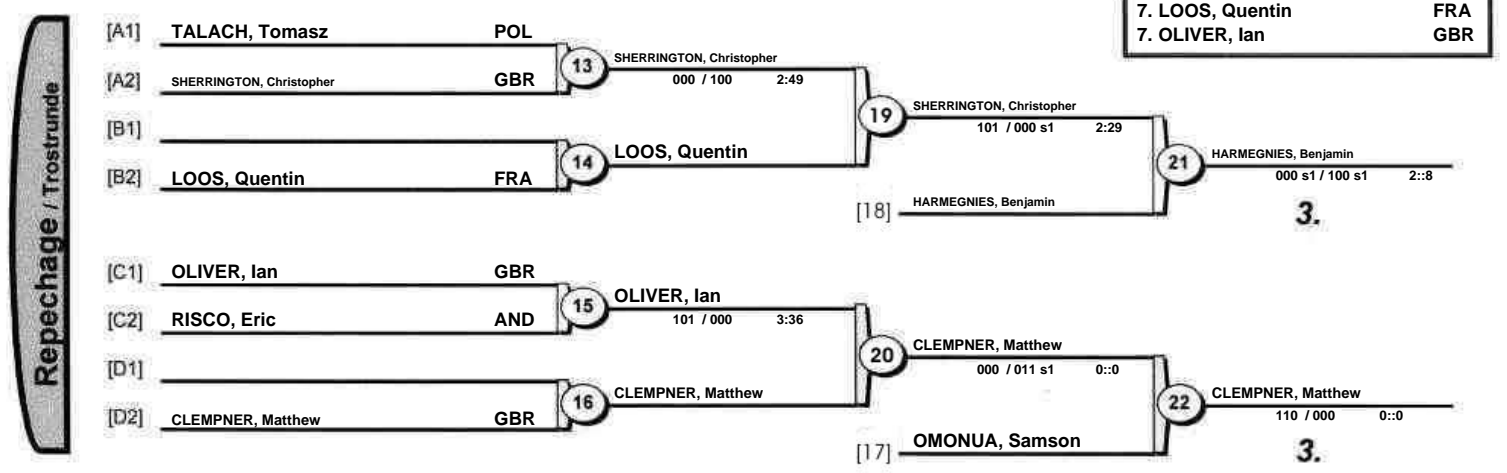 7. LOOS, Quentin FRA
7. OLIVER, Ian GBR
Repechage / Trostrunde
[A1] TALACH, Tomasz POL
[A2] SHERRINGTON, Christopher GBR
13
SHERRINGTON, Christopher
000 / 100 2:49
[B1]
[B2] LOOS, Quentin FRA
14
LOOS, Quentin
19
SHERRINGTON, Christopher
101 / 000 s1 2:29
[18] HARMEGNIES, Benjamin
21
HARMEGNIES, Benjamin
000 s1 / 100 s1 2::8
3.
[C1] OLIVER, Ian GBR
[C2] RISCO, Eric AND
15
OLIVER, Ian
101 / 000 3:36
[D1]
[D2] CLEMPNER, Matthew GBR
16
CLEMPNER, Matthew
20
CLEMPNER, Matthew
000 / 011 s1 0::0
[17] OMONUA, Samson
22
CLEMPNER, Matthew
110 / 000 0::0
3.